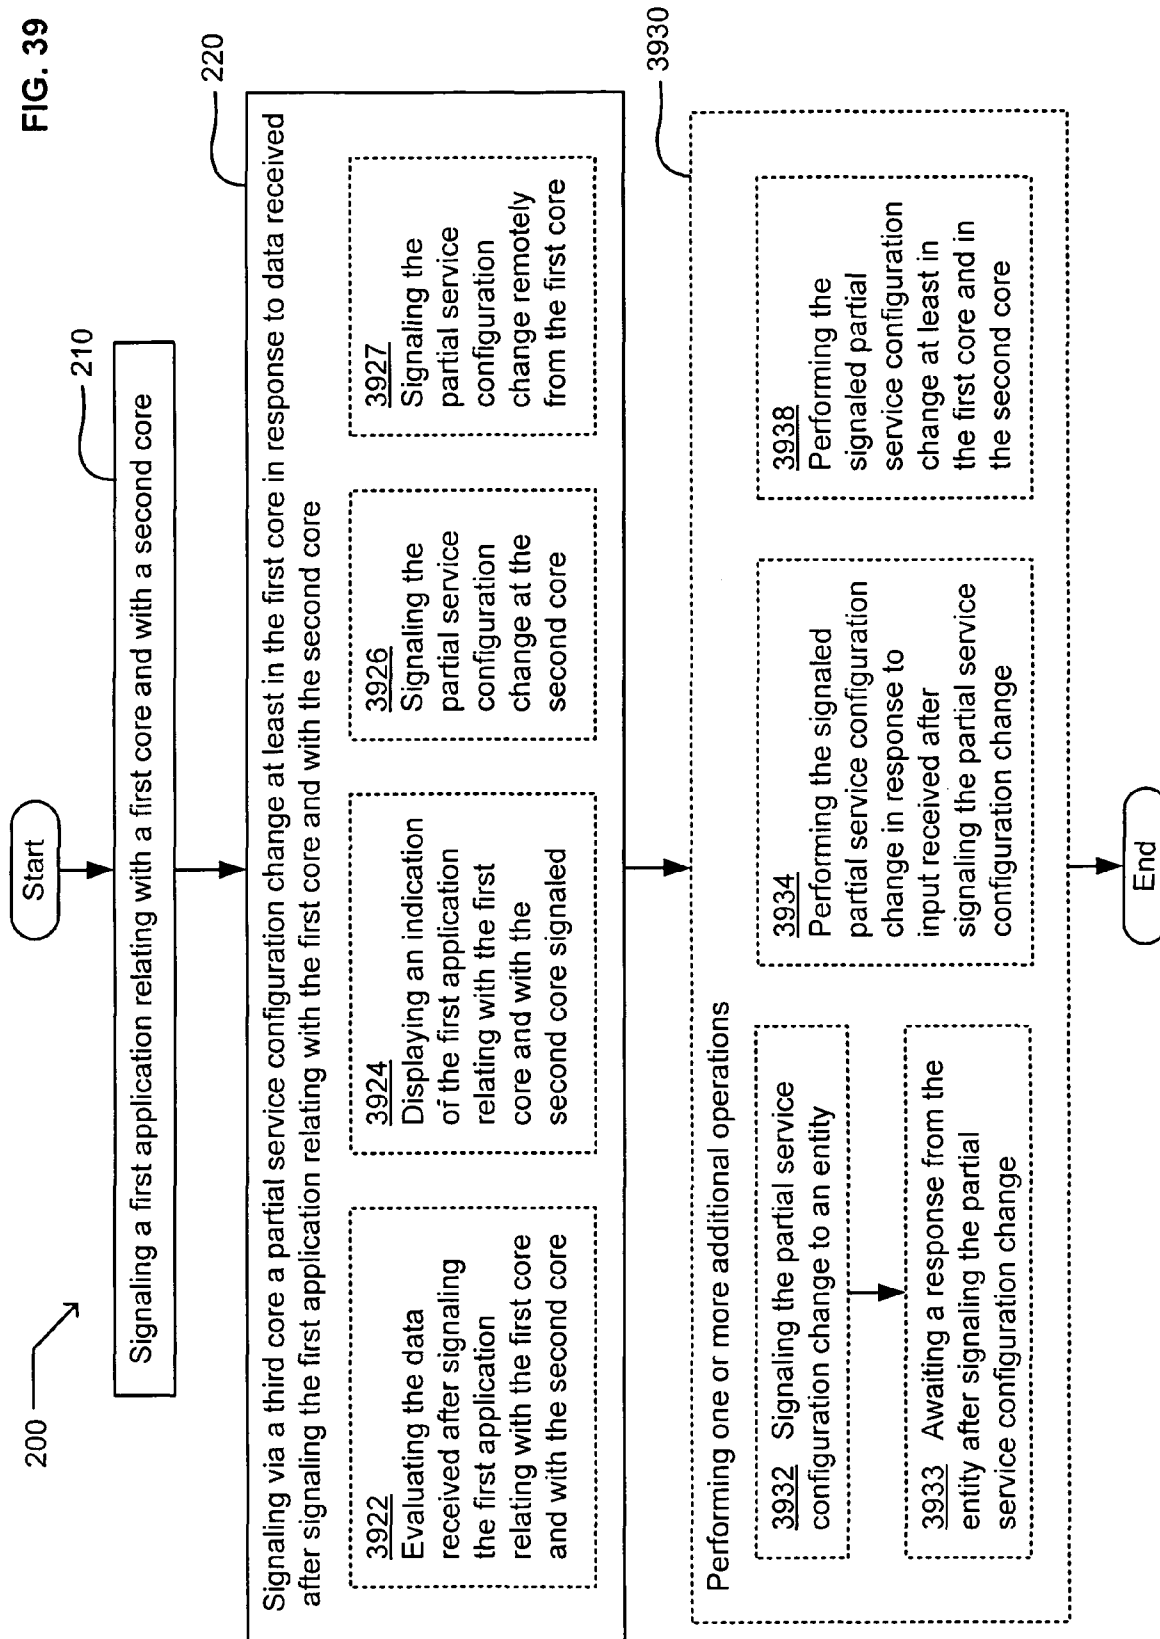 FIG. 39
200
Start
210
Signaling a first application relating with a first core and with a second core
220
Signaling via a third core a partial service configuration change at least in the first core in response to data received
after signaling the first application relating with the first core and with the second core
3922
Evaluating the data
received after signaling
the first application
relating with the first core
and with the second core
3924
Displaying an indication
of the first application
relating with the first
core and with the
second core signaled
3926
Signaling the
partial service
configuration
change at the
second core
3927
Signaling the
partial service
configuration
change remotely
from the first core
3930
Performing one or more additional operations
3932 Signaling the partial service
configuration change to an entity
3933 Awaiting a response from the
entity after signaling the partial
service configuration change
3934
Performing the signaled
partial service configuration
change in response to
input received after
signaling the partial service
configuration change
3938
Performing the
signaled partial
service configuration
change at least in
the first core and in
the second core
End